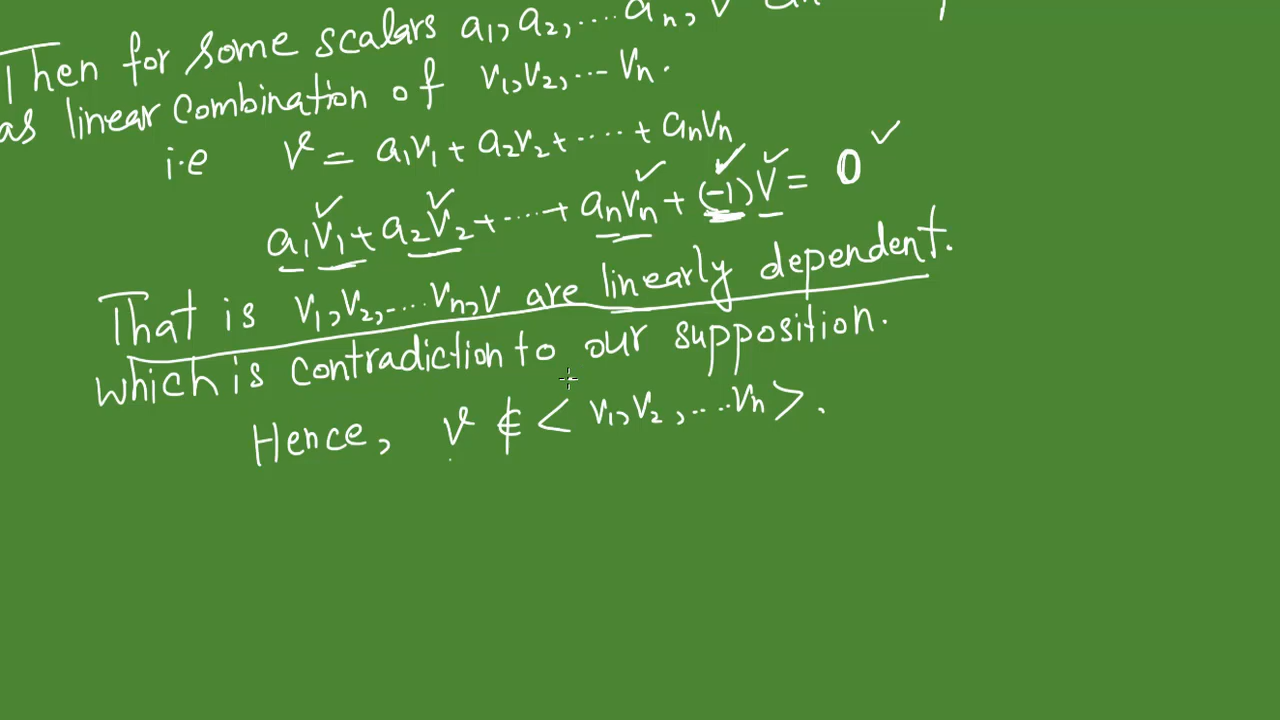 Then for some scalars a1, a2, ..... an, v
as linear combination of v1, v2, ... vn.
i.e v = a1v1 + a2v2 + ..... + anvn
a1v1 + a2v2 + ..... + anvn + (-1)v = 0
That is v1, v2, .... vn, v are linearly dependent.
which is contradiction to our supposition.
Hence, v ∉ < v1, v2, .... vn >.